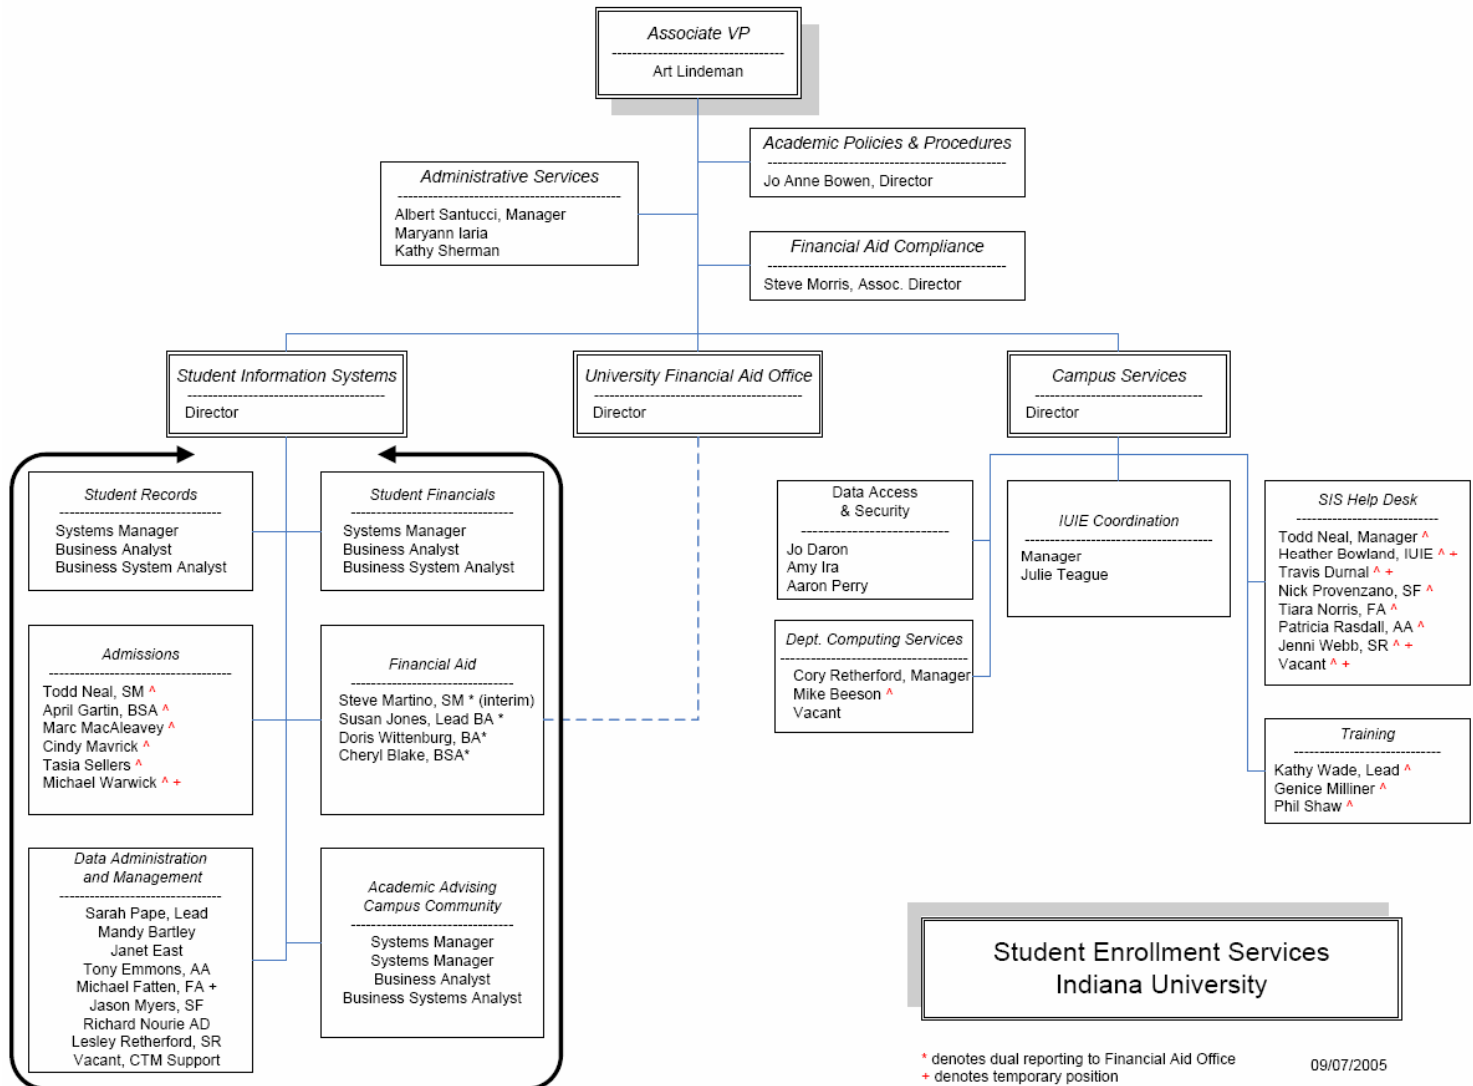 Associate VP
Art Lindeman
Academic Policies & Procedures
Jo Anne Bowen, Director
Administrative Services
Albert Santucci, Manager
Maryann Iaria
Kathy Sherman
Financial Aid Compliance
Steve Morris, Assoc. Director
Student Information Systems
Director
University Financial Aid Office
Director
Campus Services
Director
Student Records
Systems Manager
Business Analyst
Business System Analyst
Student Financials
Systems Manager
Business Analyst
Business System Analyst
Data Access
& Security
Jo Daron
Amy Ira
Aaron Perry
IUIE Coordination
Manager
Julie Teague
SIS Help Desk
Todd Neal, Manager ^
Heather Bowland, IUIE ^ +
Travis Durnal ^ +
Nick Provenzano, SF ^
Tiara Norris, FA ^
Patricia Rasdall, AA ^
Jenni Webb, SR ^ +
Vacant ^ +
Admissions
Todd Neal, SM ^
April Gartin, BSA ^
Marc MacAleavey ^
Cindy Mavrick ^
Tasia Sellers ^
Michael Warwick ^ +
Financial Aid
Steve Martino, SM * (interim)
Susan Jones, Lead BA *
Doris Wittenburg, BA*
Cheryl Blake, BSA*
Dept. Computing Services
Cory Retherford, Manager
Mike Beeson ^
Vacant
Training
Kathy Wade, Lead ^
Genice Milliner ^
Phil Shaw ^
Data Administration
and Management
Sarah Pape, Lead
Mandy Bartley
Janet East
Tony Emmons, AA
Michael Fatten, FA +
Jason Myers, SF
Richard Nourie AD
Lesley Retherford, SR
Vacant, CTM Support
Academic Advising
Campus Community
Systems Manager
Systems Manager
Business Analyst
Business Systems Analyst
Student Enrollment Services
Indiana University
* denotes dual reporting to Financial Aid Office
+ denotes temporary position
09/07/2005